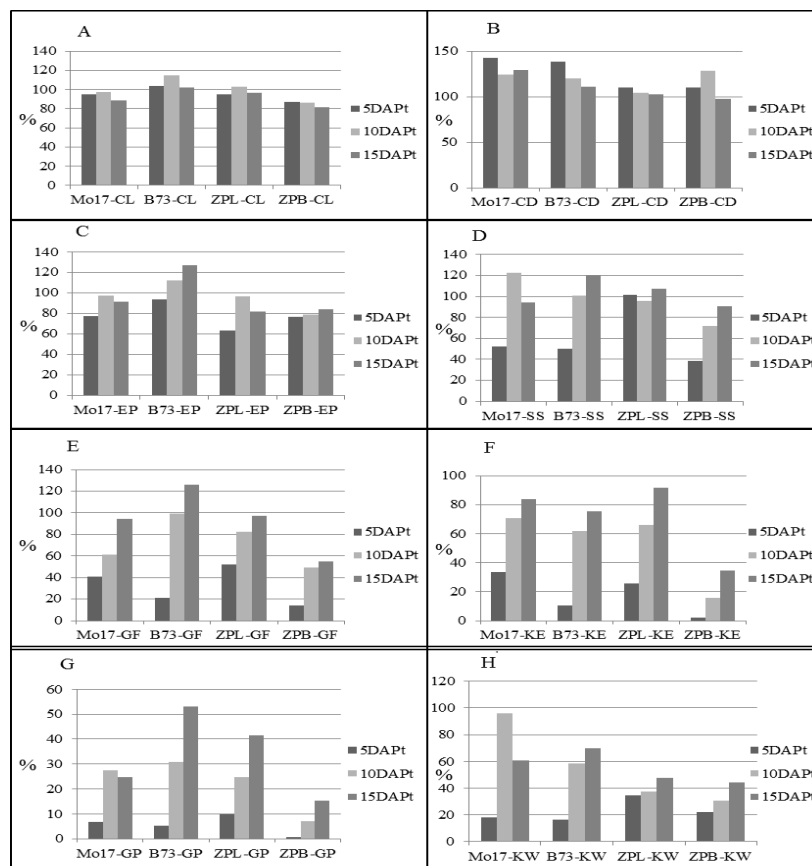 A
140
120
100
80
60
40
20
0
%
Mo17-CL B73-CL ZPL-CL ZPB-CL
5DAPt
10DAPt
15DAPt
B
150
100
50
0
%
Mo17-CD B73-CD ZPL-CD ZPB-CD
5DAPt
10DAPt
15DAPt
C
140
120
100
80
60
40
20
0
%
Mo17-EP B73-EP ZPL-EP ZPB-EP
5DAPt
10DAPt
15DAPt
D
140
120
100
80
60
40
20
0
%
Mo17-SS B73-SS ZPL-SS ZPB-SS
5DAPt
10DAPt
15DAPt
E
140
120
100
80
60
40
20
0
%
Mo17-GF B73-GF ZPL-GF ZPB-GF
5DAPt
10DAPt
15DAPt
F
100
80
60
40
20
0
%
Mo17-KE B73-KE ZPL-KE ZPB-KE
5DAPt
10DAPt
15DAPt
G
60
50
40
30
20
10
0
%
Mo17-GP B73-GP ZPL-GP ZPB-GP
5DAPt
10DAPt
15DAPt
H
120
100
80
60
40
20
0
%
Mo17-KW B73-KW ZPL-KW ZPB-KW
5DAPt
10DAPt
15DAPt